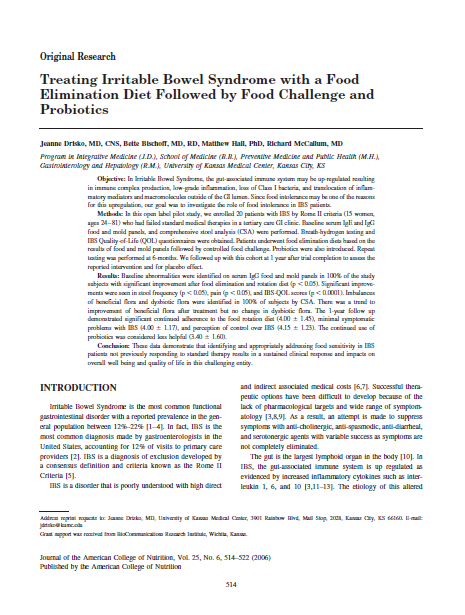 Original Research
Treating Irritable Bowel Syndrome with a Food
Elimination Diet Followed by Food Challenge and
Probiotics
Jeanne Drisko, MD, CNS, Bette Bischoff, MD, RD, Matthew Hall, PhD, Richard McCallum, MD
Program in Integrative Medicine (J.D.), School of Medicine (B.B.), Preventive Medicine and Public Health (M.H.),
Gastroenterology and Hepatology (R.M.), University of Kansas Medical Center, Kansas City, KS
Objective: In Irritable Bowel Syndrome, the gut-associated immune system may be up-regulated resulting
in immune complex production, low-grade inflammation, loss of Class I bacteria, and translocation of inflam-
matory mediators and macromolecules outside of the GI lumen. Since food intolerance may be one of the reasons
for this upregulation, our goal was to investigate the role of food intolerance in IBS patients.
Methods: In this open label pilot study, we enrolled 20 patients with IBS by Rome II criteria (15 women,
ages 24–81) who had failed standard medical therapies in a tertiary care GI clinic. Baseline serum IgE and IgG
food and mold panels, and comprehensive stool analysis (CSA) were performed. Breath-hydrogen testing and
IBS Quality-of-Life (QOL) questionnaires were obtained. Patients underwent food elimination diets based on the
results of food and mold panels followed by controlled food challenge. Probiotics were also introduced. Repeat
testing was performed at 6-months. We followed up with this cohort at 1 year after trial completion to assess the
reported intervention and for placebo effect.
Results: Baseline abnormalities were identified on serum IgG food and mold panels in 100% of the study
subjects with significant improvement after food elimination and rotation diet (p < 0.05). Significant improve-
ments were seen in stool frequency (p < 0.05), pain (p < 0.05), and IBS-QOL scores (p < 0.0001). Imbalances
of beneficial flora and dysbiotic flora were identified in 100% of subjects by CSA. There was a trend to
improvement of beneficial flora after treatment but no change in dysbiotic flora. The 1-year follow up
demonstrated significant continued adherence to the food rotation diet (4.00 ± 1.45), minimal symptomatic
problems with IBS (4.00 ± 1.17), and perception of control over IBS (4.15 ± 1.23). The continued use of
probiotics was considered less helpful (3.40 ± 1.60).
Conclusion: These data demonstrate that identifying and appropriately addressing food sensitivity in IBS
patients not previously responding to standard therapy results in a sustained clinical response and impacts on
overall well being and quality of life in this challenging entity.
INTRODUCTION
Irritable Bowel Syndrome is the most common functional
gastrointestinal disorder with a reported prevalence in the gen-
eral population between 12%–22% [1–4]. In fact, IBS is the
most common diagnosis made by gastroenterologists in the
United States, accounting for 12% of visits to primary care
providers [2]. IBS is a diagnosis of exclusion developed by
a consensus definition and criteria known as the Rome II
Criteria [5].
IBS is a disorder that is poorly understood with high direct
and indirect associated medical costs [6,7]. Successful thera-
peutic options have been difficult to develop because of the
lack of pharmacological targets and wide range of symptom-
atology [3,8,9]. As a result, an attempt is made to suppress
symptoms with anti-cholinergic, anti-spasmodic, anti-diarrheal,
and serotonergic agents with variable success as symptoms are
not completely eliminated.
The gut is the largest lymphoid organ in the body [10]. In
IBS, the gut-associated immune system is up regulated as
evidenced by increased inflammatory cytokines such as inter-
leukin 1, 6, and 10 [3,11–13]. The etiology of this altered
Address reprint requests to: Jeanne Drisko, MD, University of Kansas Medical Center, 3901 Rainbow Blvd, Mail Stop, 2028, Kansas City, KS 66160. E-mail:
jdrisko@kumc.edu
Grant support was received from BioCommunications Research Institute, Wichita, Kansas.
Journal of the American College of Nutrition, Vol. 25, No. 6, 514–522 (2006)
Published by the American College of Nutrition
514